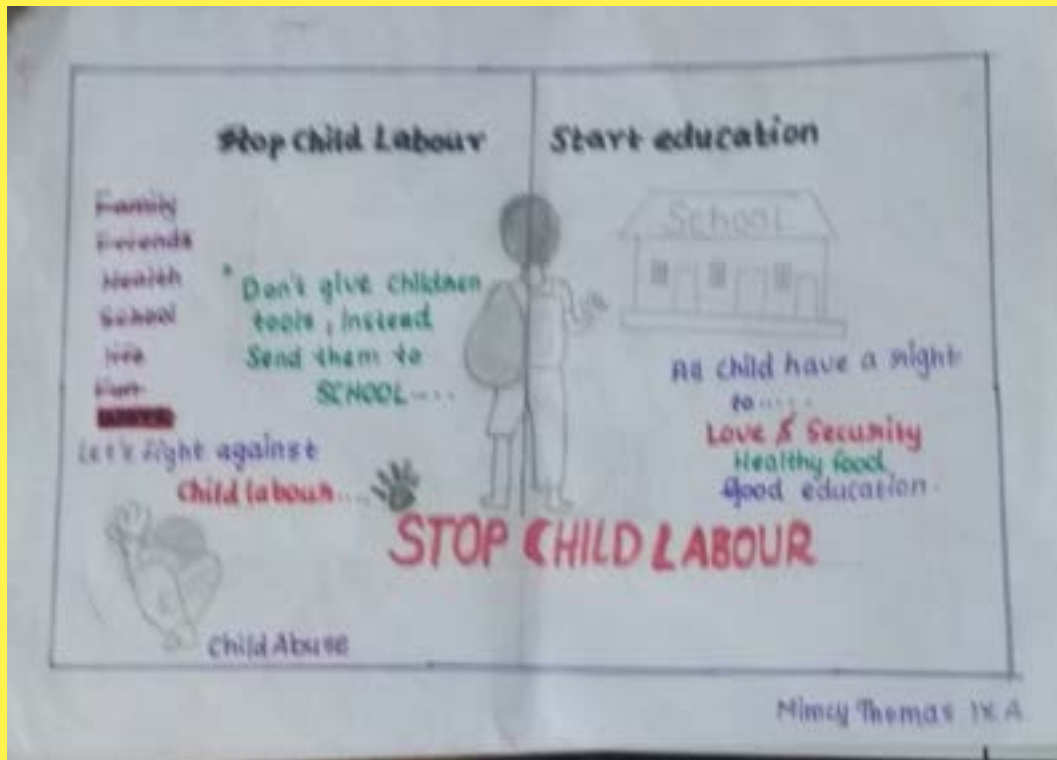 Stop Child Labour
Start education
Family
Friends
Health
School
Don't give children
tools, instead
Send them to
SCHOOL....
Let's fight against
Child labour....
Child Abuse
School
All child have a right
to.....
Love & Security
Healthy food
Good education.
STOP CHILD LABOUR
Thomas IX A